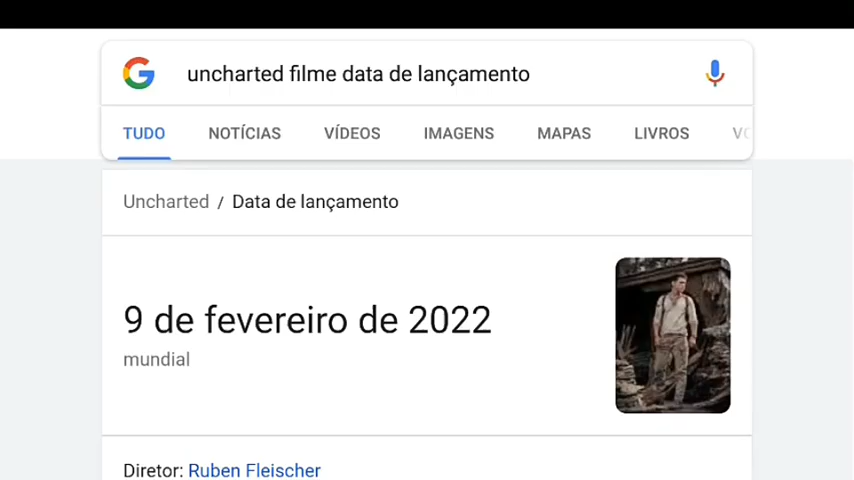 uncharted filme data de lançamento
TUDO NOTÍCIAS VÍDEOS IMAGENS MAPAS LIVROS
Uncharted / Data de lançamento
9 de fevereiro de 2022
mundial
Diretor: Ruben Fleischer